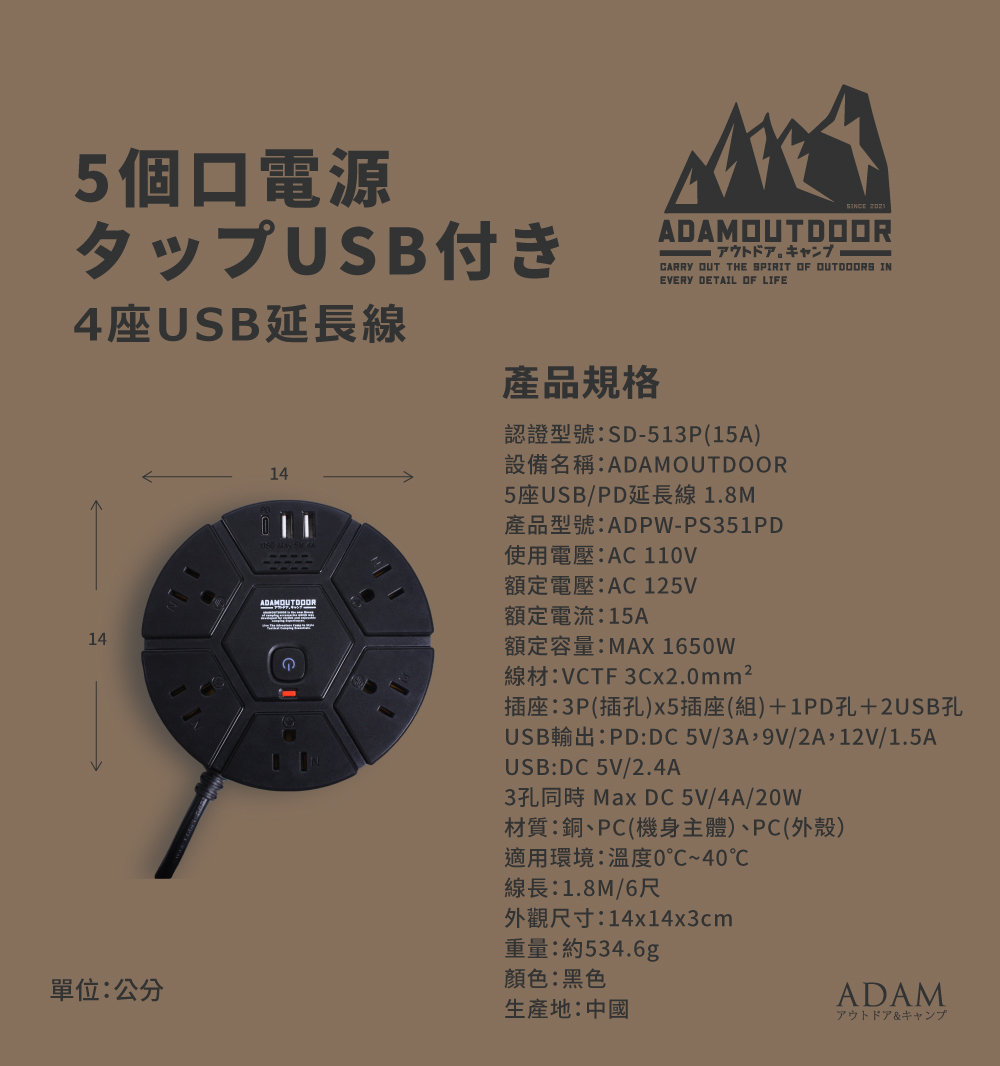 5個口電源
タップUSB付き
4座USB延長線
SINCE 2021
ADAMOUTDOOR
アウトドア。キャンプ
CARRY OUT THE SPIRIT OF OUTDOORS IN
EVERY DETAIL OF LIFE
產品規格
認證型號:SD-513P(15A)
設備名稱:ADAMOUTDOOR
5座USB/PD延長線 1.8M
產品型號:ADPW-PS351PD
使用電壓:AC 110V
額定電壓:AC 125V
額定電流:15A
額定容量:MAX 1650W
線材:VCTF 3Cx2.0mm²
插座:3P(插孔)x5插座(組)＋1PD孔＋2USB孔
USB輸出:PD:DC 5V/3A,9V/2A,12V/1.5A
USB:DC 5V/2.4A
3孔同時 Max DC 5V/4A/20W
材質:銅、PC(機身主體)、PC(外殼)
適用環境:溫度0℃~40℃
線長:1.8M/6尺
外觀尺寸:14x14x3cm
重量:約534.6g
顏色:黑色
生產地:中國
14
14
ADAMOUTDOOR
アウトドア。キャンプ
單位:公分
ADAM
アウトドア&キャンプ